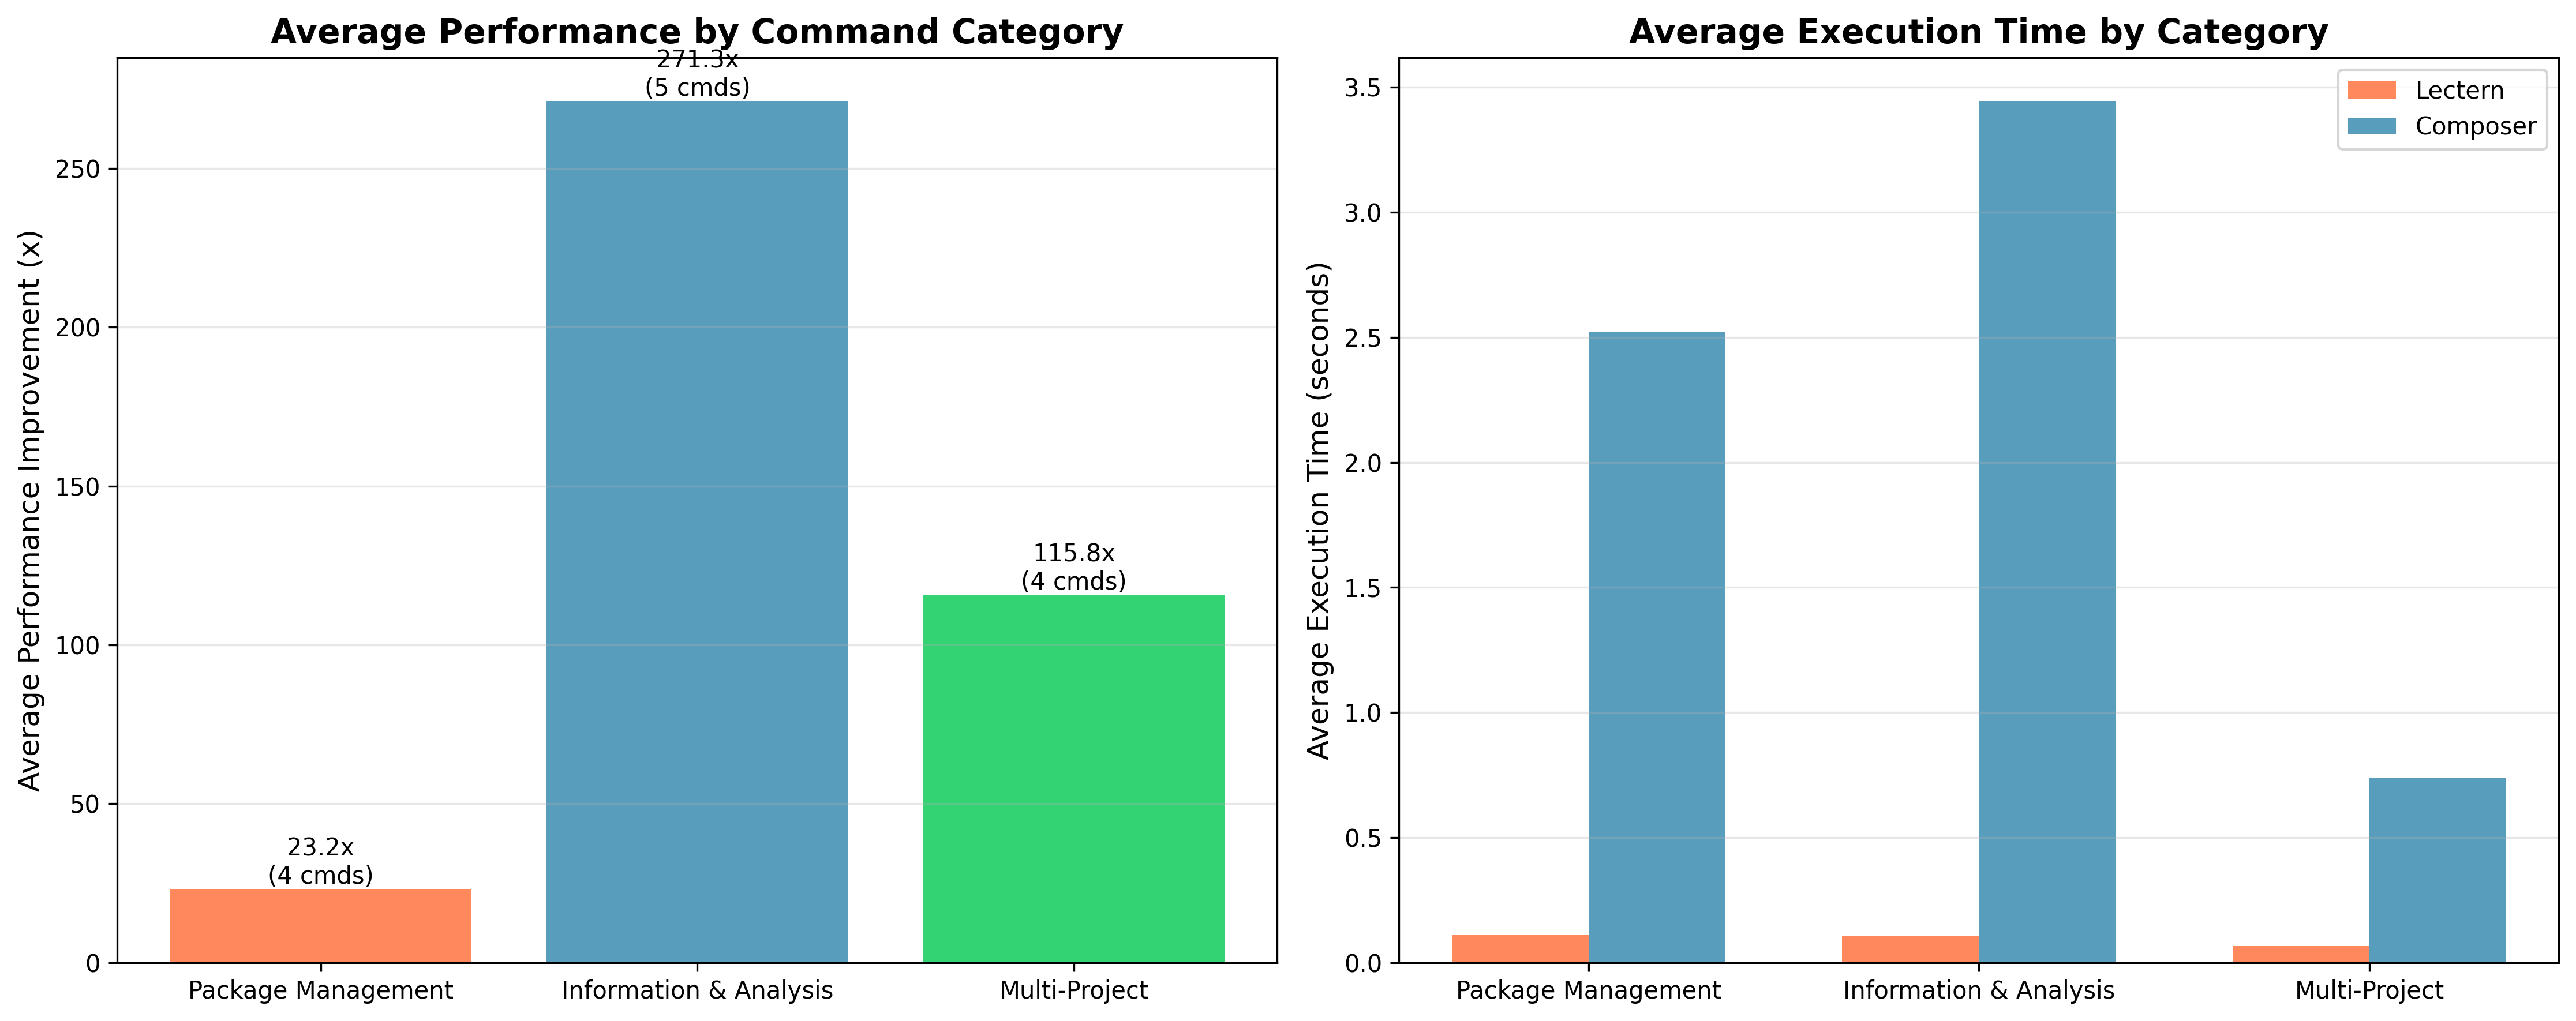 Average Performance by Command Category
Average Performance Improvement (x)
250
200
150
100
50
0
271.3x
(5 cmds)
115.8x
(4 cmds)
23.2x
(4 cmds)
Package Management
Information & Analysis
Multi-Project
Average Execution Time by Category
Average Execution Time (seconds)
3.5
3.0
2.5
2.0
1.5
1.0
0.5
0.0
Lectern
Composer
Package Management
Information & Analysis
Multi-Project